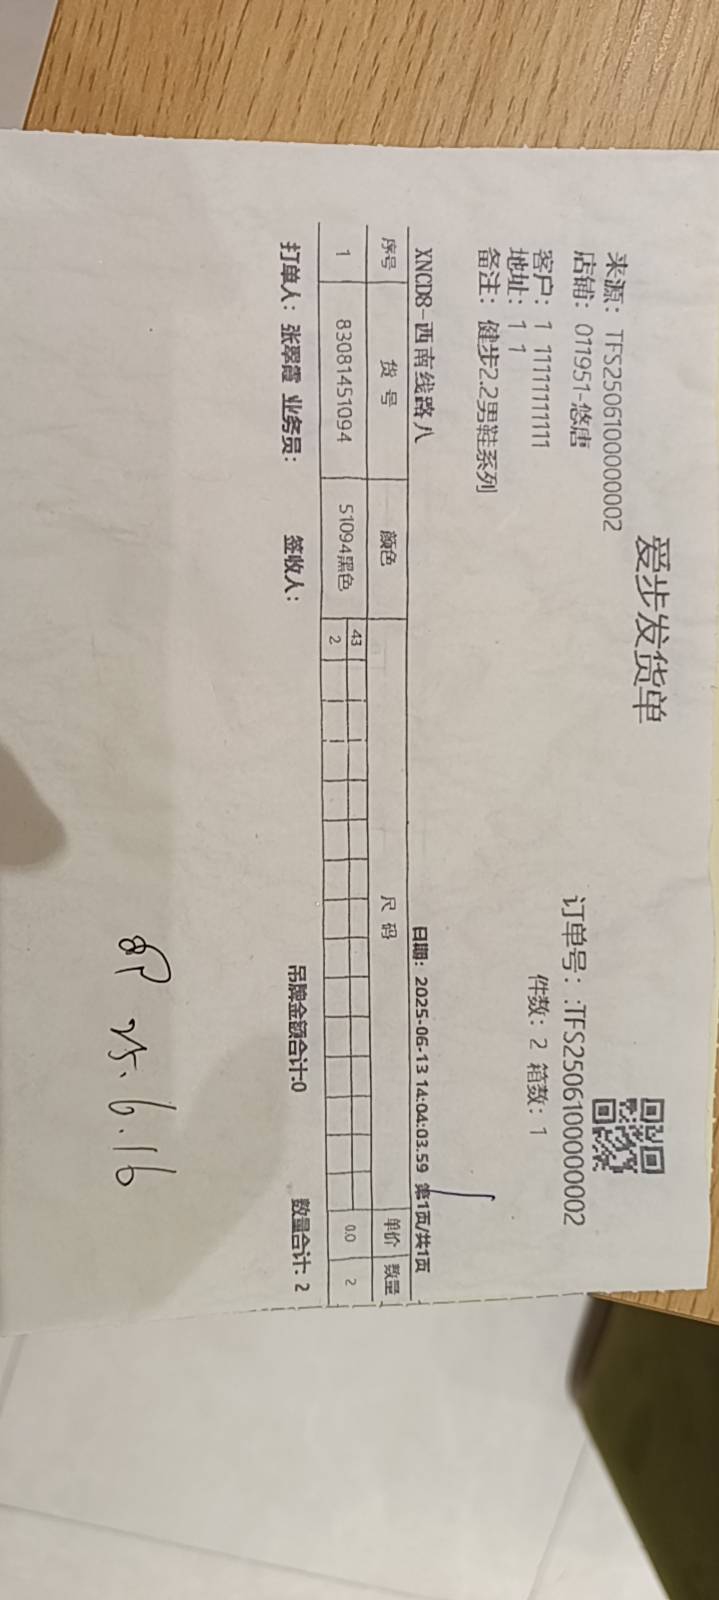 爱步发货单
来源：TFS2506100000002
订单号：:TFS2506100000002
店铺：011951-悠唐
件数：2 箱数：1
客户：1 11111111111
地址：1 1
备注：健步2.2男鞋系列
XNCD8-西南线路八 日期：2025-06-13 14:04:03.59 第1页/共1页
序号 货号 颜色 尺码 单价 数量
1 83081451094 51094黑色 43 0.0 2
2
打单人：张翠霞 业务员： 签收人： 吊牌金额合计:0 数量合计：2
25.6.16